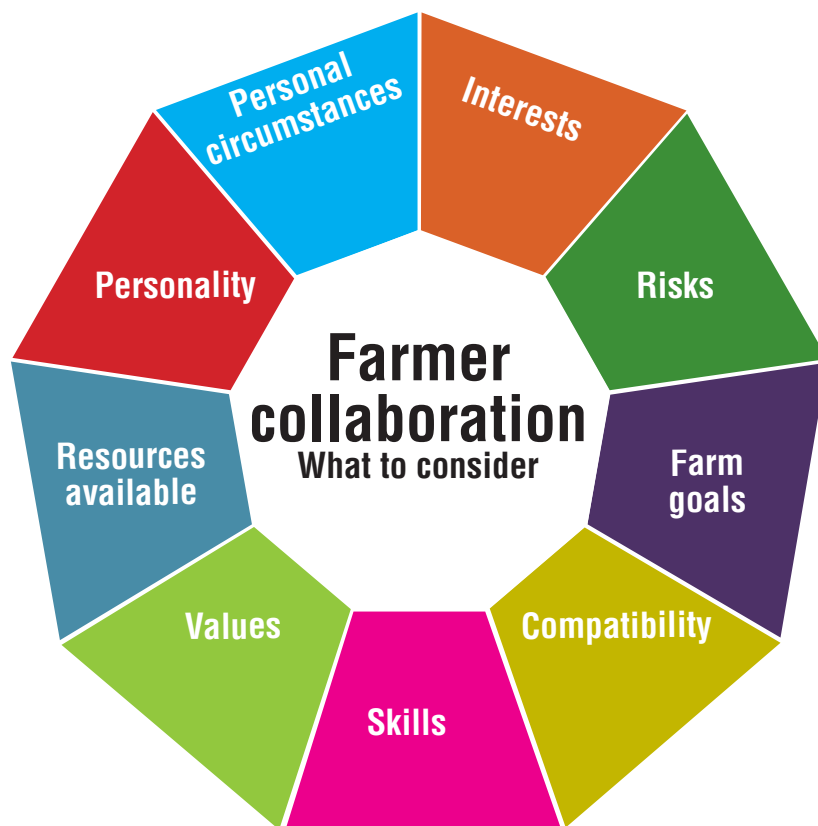 Farmer
collaboration
What to consider
Personal
circumstances
Interests
Risks
Farm
goals
Compatibility
Skills
Values
Resources
available
Personality